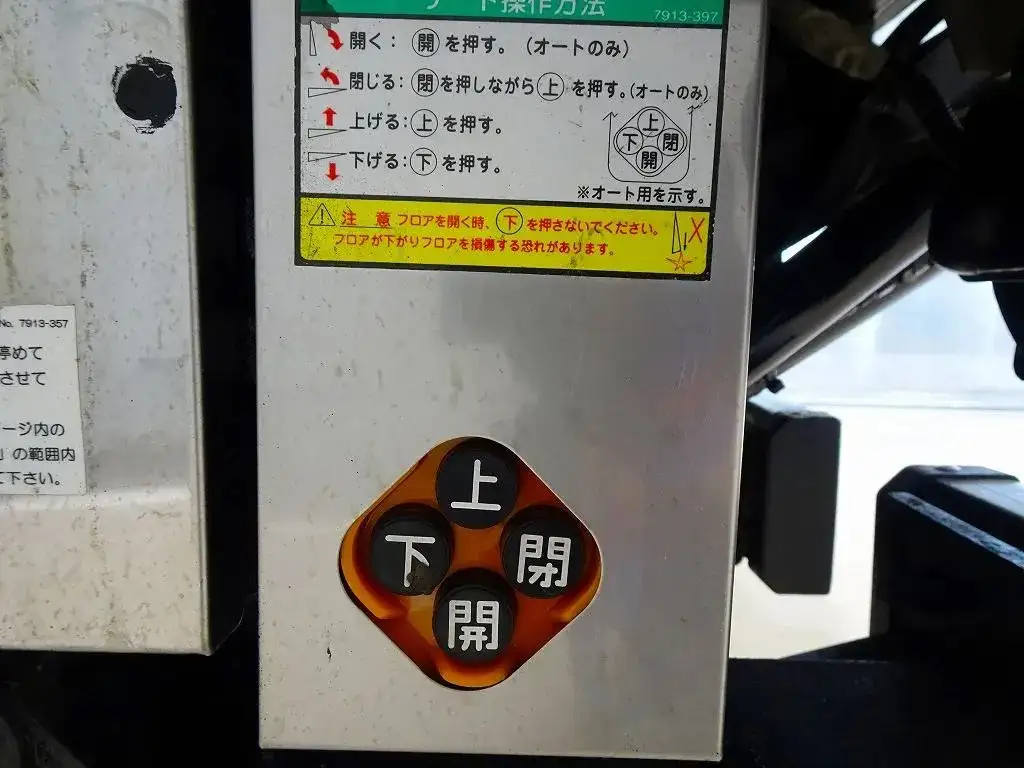 ゲート操作方法
7913-397
開く：㊀開を押す。（オートのみ）
閉じる：閉を押しながら上を押す。（オートのみ）
上げる：上を押す。
下げる：下を押す。
上
下 閉
開
※オート用を示す。
注 意 フロアを開く時、下を押さないでください。
フロアが下がりフロアを損傷する恐れがあります。
No. 7913-357
停めて
させて
ージ内の
」の範囲内
て下さい。
上
下 閉
開